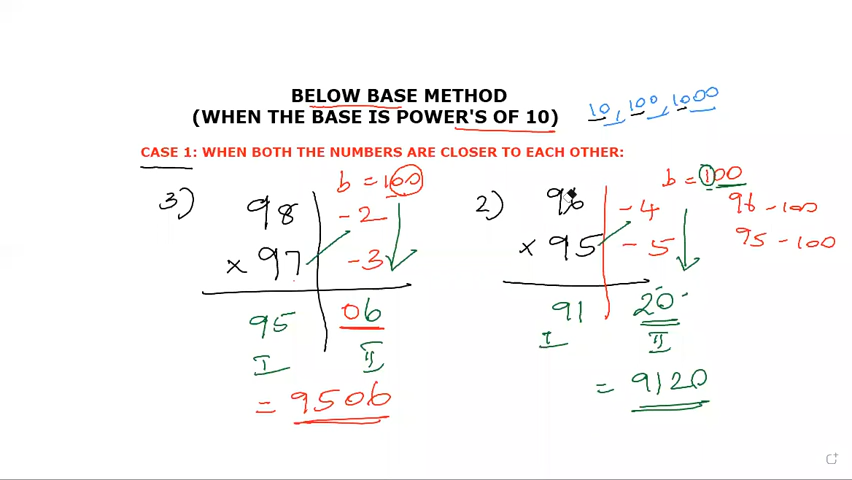 BELOW BASE METHOD
(WHEN THE BASE IS POWER'S OF 10)
10, 100, 1000
CASE 1: WHEN BOTH THE NUMBERS ARE CLOSER TO EACH OTHER:
3)
b = 100
98 -2
× 97 -3
95 06
I II
= 9506
2)
b = 100
96 -4
× 95 -5
96 - 100
95 - 100
91 20
I II
= 9120